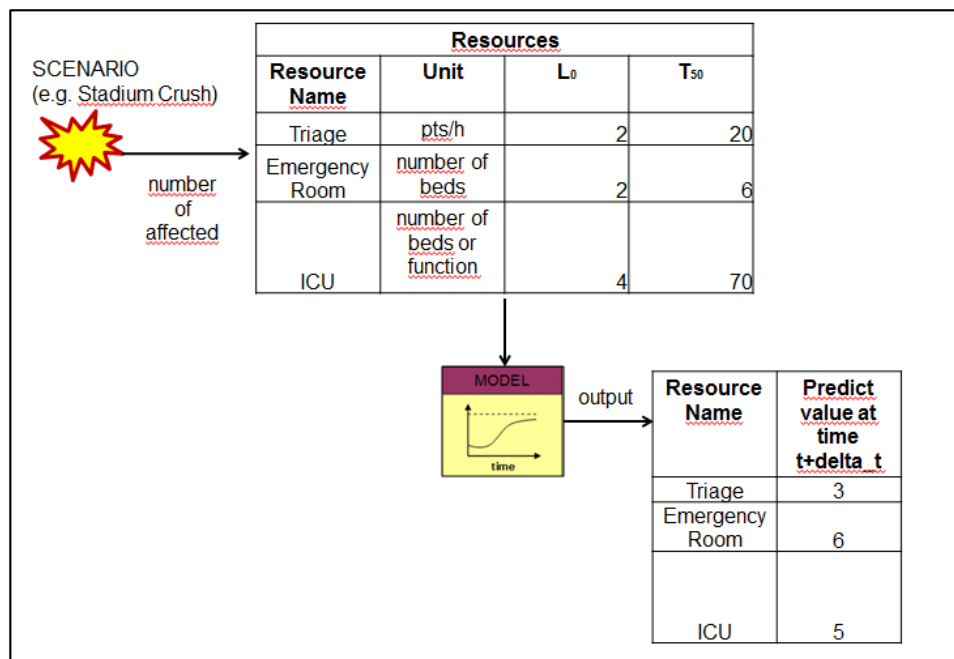 SCENARIO
(e.g. Stadium Crush)
number
of
affected
Resources
Resource
Name
Unit
L0
T50
Triage
pts/h
2
20
Emergency
Room
number of
beds
2
6
ICU
number of
beds or
function
4
70
MODEL
time
output
Resource
Name
Predict
value at
time
t+delta_t
Triage
3
Emergency
Room
6
ICU
5